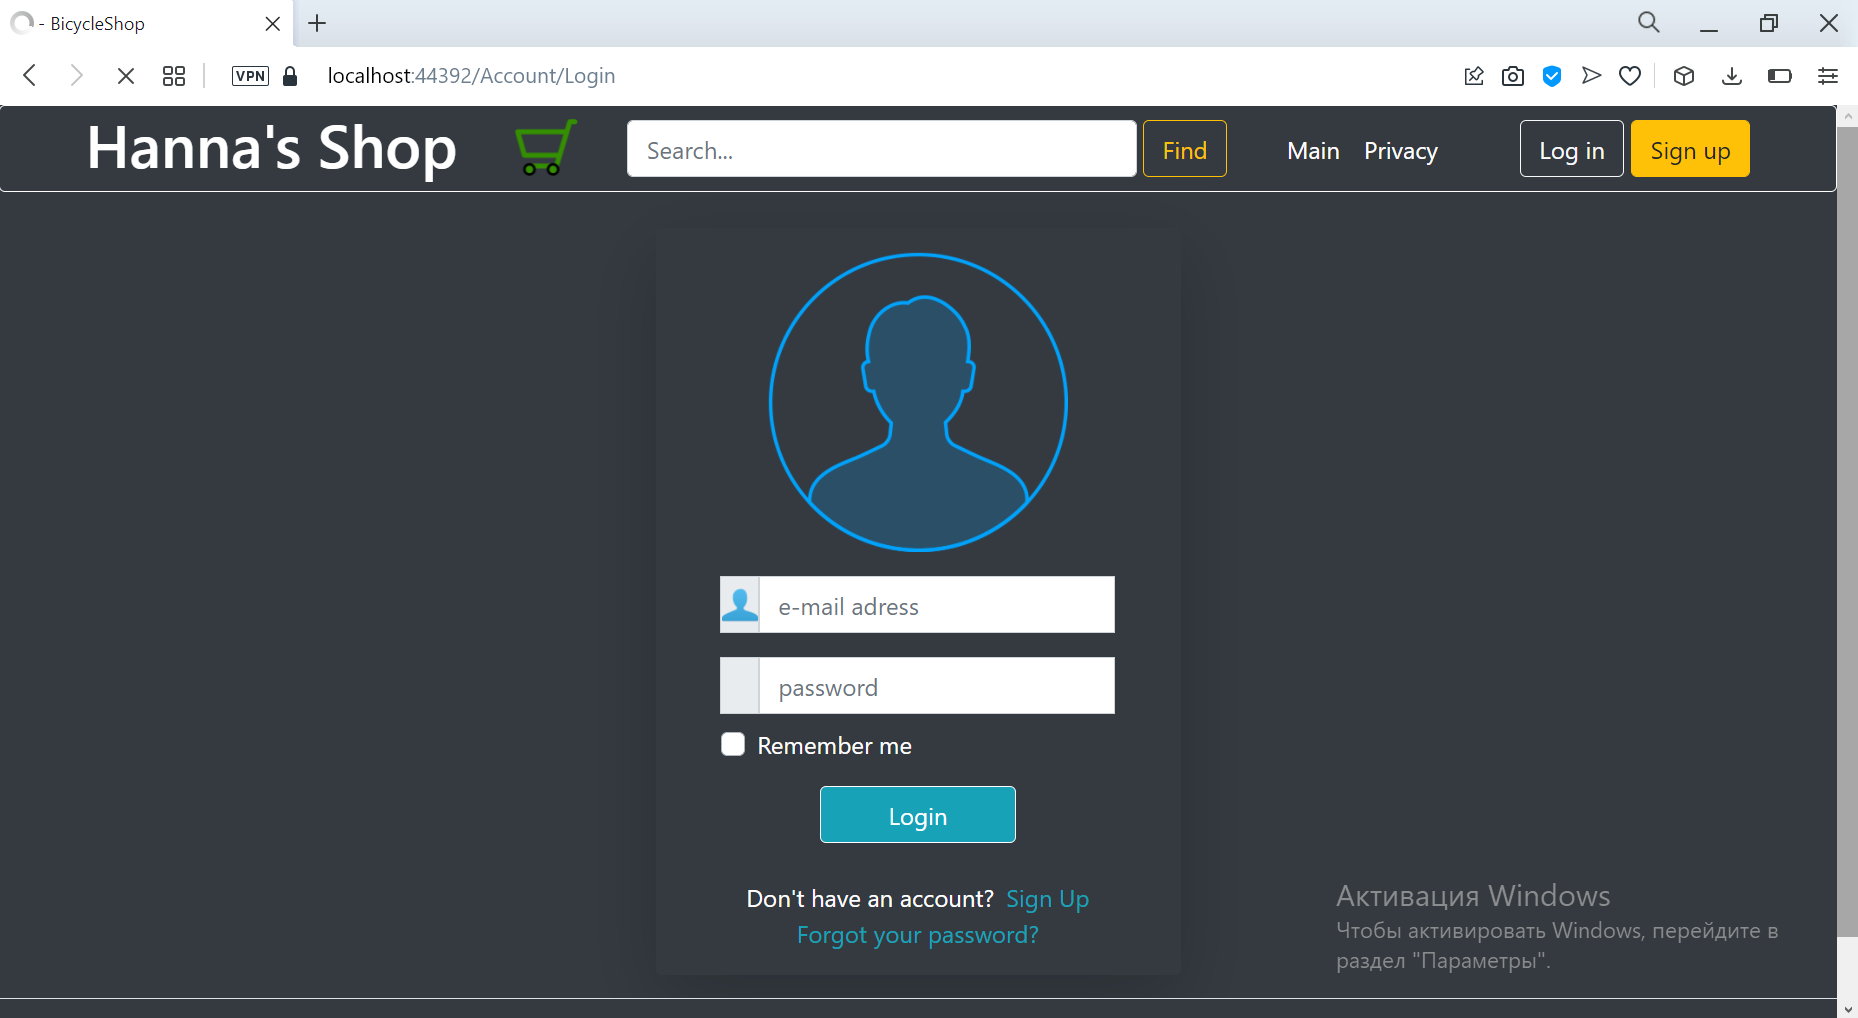 - BicycleShop
VPN
localhost:44392/Account/Login
Hanna's Shop
Search...
Find
Main
Privacy
Log in
Sign up
e-mail adress
password
Remember me
Login
Don't have an account? Sign Up
Forgot your password?
Активация Windows
Чтобы активировать Windows, перейдите в
раздел "Параметры".